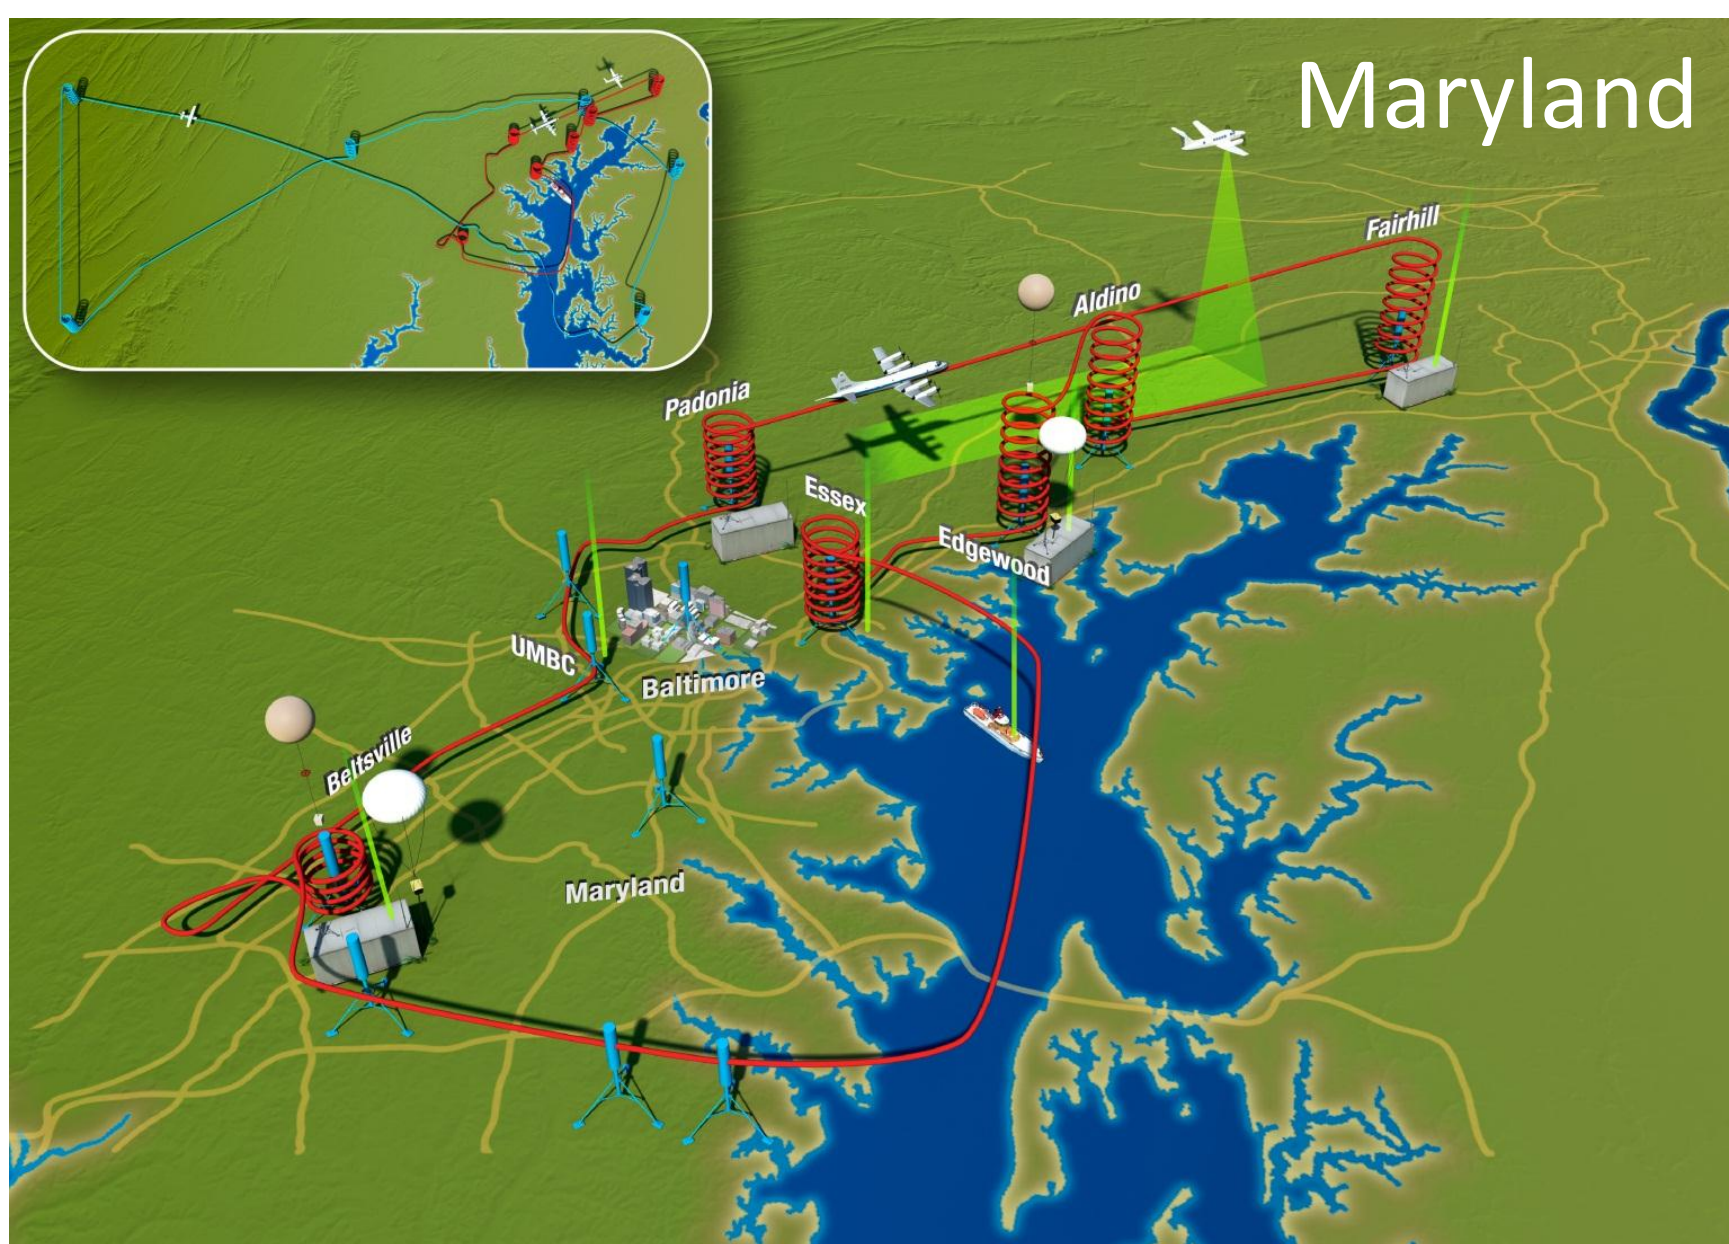 Maryland
Fairhill
Aldino
Padonia
Essex
Edgewood
UMBC
Baltimore
Beltsville
Maryland